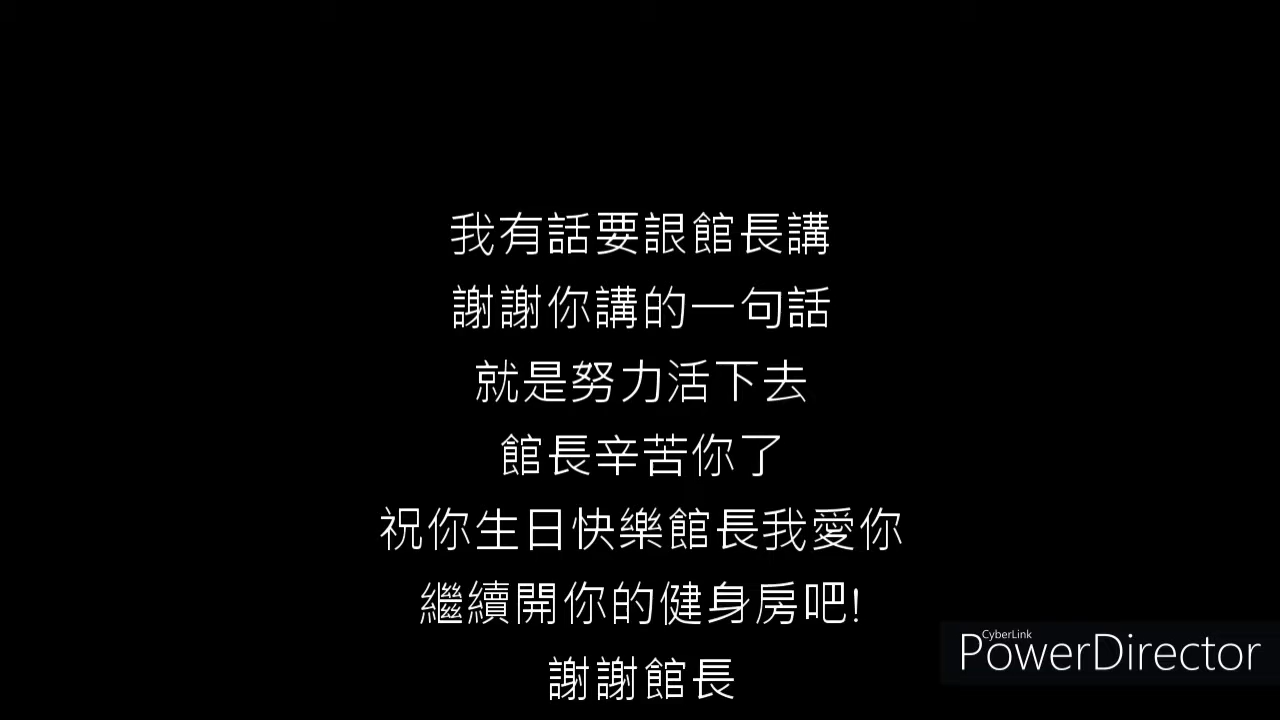 我有話要詪館長講
謝謝你講的一句話
就是努力活下去
館長辛苦你了
祝你生日快樂館長我愛你
繼續開你的健身房吧!
謝謝館長
CyberLink
PowerDirector